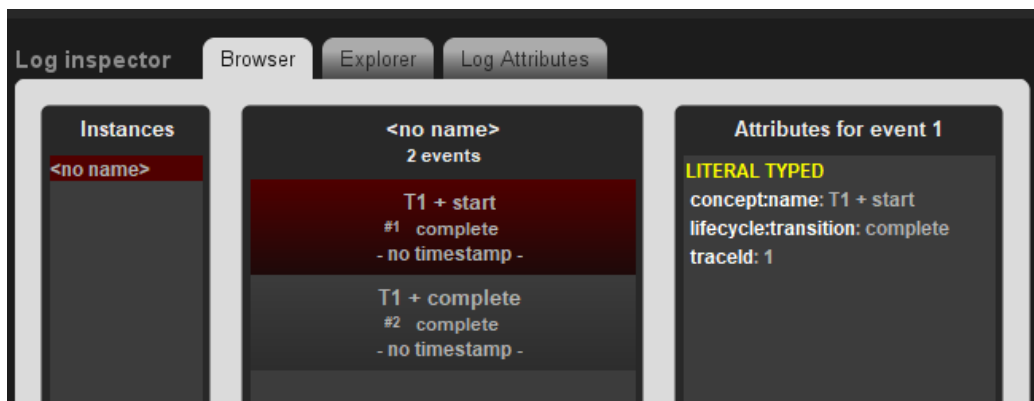 Log inspector Browser Explorer Log Attributes
Instances
<no name>
<no name>
2 events
T1 + start
#1 complete
- no timestamp -
T1 + complete
#2 complete
- no timestamp -
Attributes for event 1
LITERAL TYPED
concept:name: T1 + start
lifecycle:transition: complete
traceId: 1